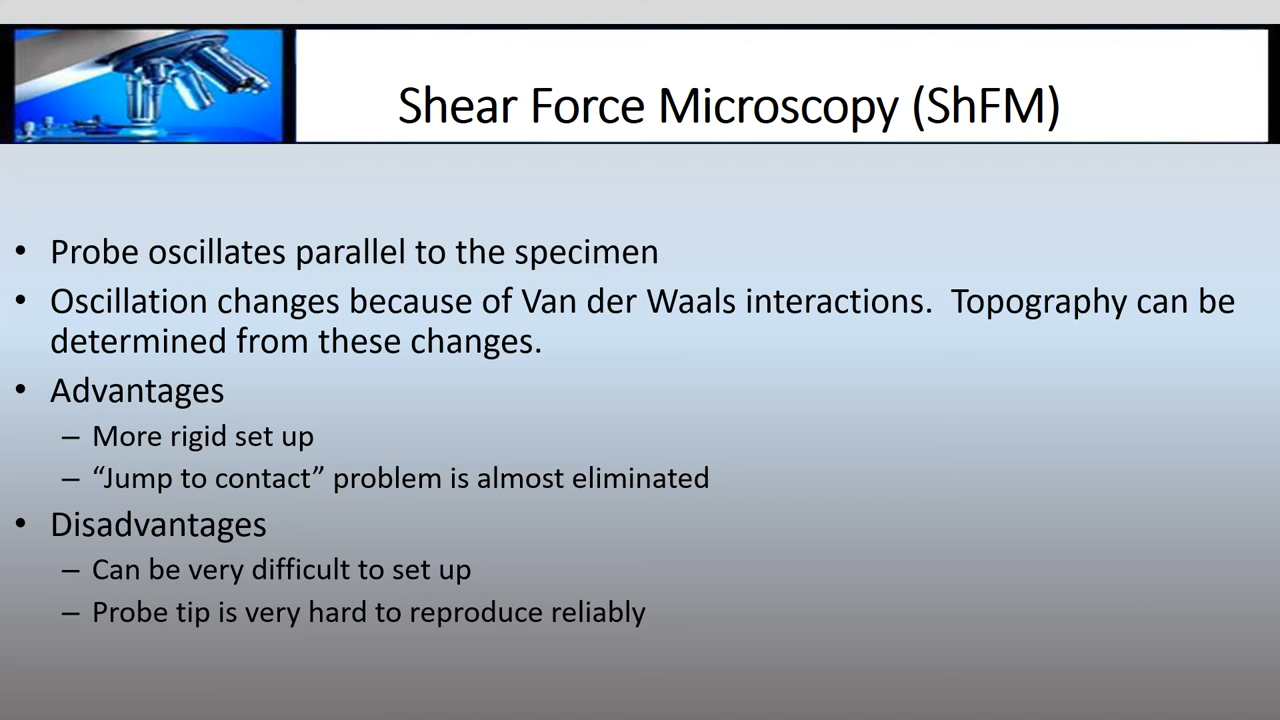 Shear Force Microscopy (ShFM)
• Probe oscillates parallel to the specimen
• Oscillation changes because of Van der Waals interactions.  Topography can be
determined from these changes.
• Advantages
– More rigid set up
– “Jump to contact” problem is almost eliminated
• Disadvantages
– Can be very difficult to set up
– Probe tip is very hard to reproduce reliably